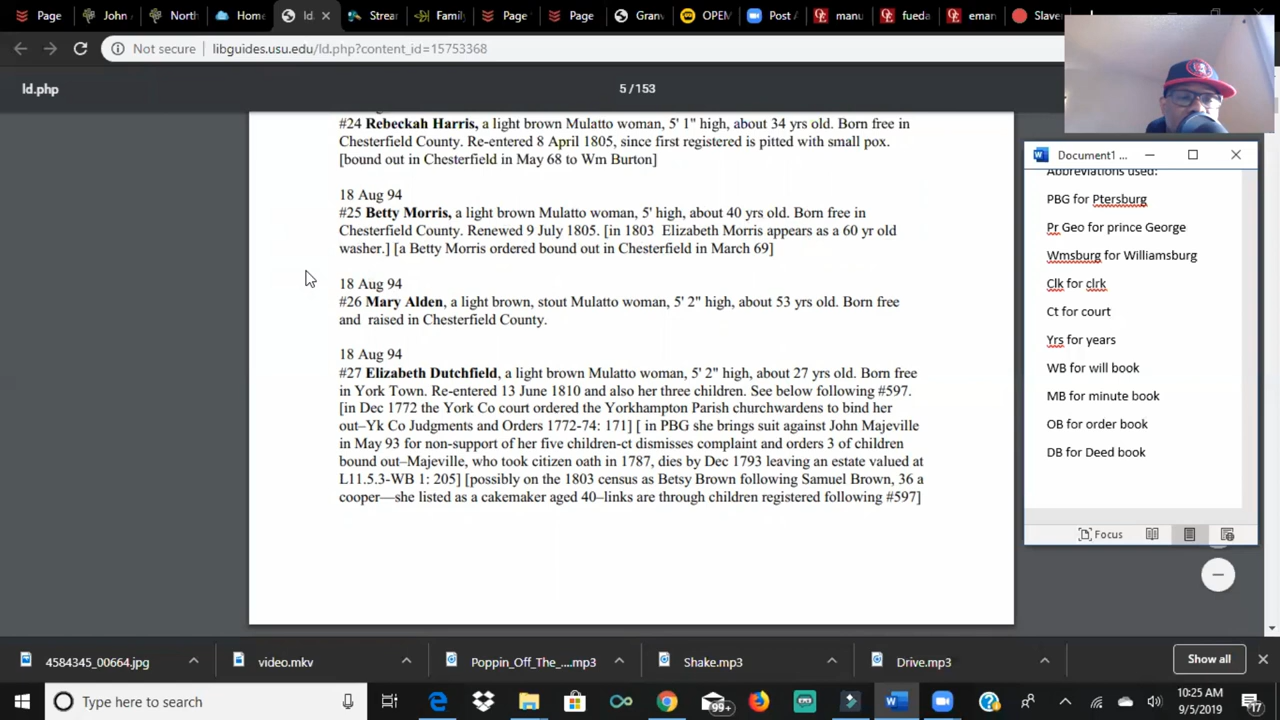 Page
John
North
Home
ld.
Strea
Famil
Page
Page
Gran
OPEM
Post A
manu
fueda
eman
Slave
Not secure
libguides.usu.edu/ld.php?content_id=15753368
ld.php
5 / 153
#24 Rebeckah Harris, a light brown Mulatto woman, 5' 1" high, about 34 yrs old. Born free in
Chesterfield County. Re-entered 8 April 1805, since first registered is pitted with small pox.
[bound out in Chesterfield in May 68 to Wm Burton]
18 Aug 94
#25 Betty Morris, a light brown Mulatto woman, 5' high, about 40 yrs old. Born free in
Chesterfield County. Renewed 9 July 1805. [in 1803 Elizabeth Morris appears as a 60 yr old
washer.] [a Betty Morris ordered bound out in Chesterfield in March 69]
18 Aug 94
#26 Mary Alden, a light brown, stout Mulatto woman, 5' 2" high, about 53 yrs old. Born free
and raised in Chesterfield County.
18 Aug 94
#27 Elizabeth Dutchfield, a light brown Mulatto woman, 5' 2" high, about 27 yrs old. Born free
in York Town. Re-entered 13 June 1810 and also her three children. See below following #597.
[in Dec 1772 the York Co court ordered the Yorkhampton Parish churchwardens to bind her
out–Yk Co Judgments and Orders 1772-74: 171] [ in PBG she brings suit against John Majeville
in May 93 for non-support of her five children-ct dismisses complaint and orders 3 of children
bound out–Majeville, who took citizen oath in 1787, dies by Dec 1793 leaving an estate valued at
L11.5.3-WB 1: 205] [possibly on the 1803 census as Betsy Brown following Samuel Brown, 36 a
cooper—she listed as a cakemaker aged 40–links are through children registered following #597]
Document1 ...
Abbreviations used:
PBG for Ptersburg
Pr Geo for prince George
Wmsburg for Williamsburg
Clk for clrk
Ct for court
Yrs for years
WB for will book
MB for minute book
OB for order book
DB for Deed book
Focus
4584345_00664.jpg
video.mkv
Poppin_Off_The_....mp3
Shake.mp3
Drive.mp3
Show all
Type here to search
99+
10:25 AM
9/5/2019
17